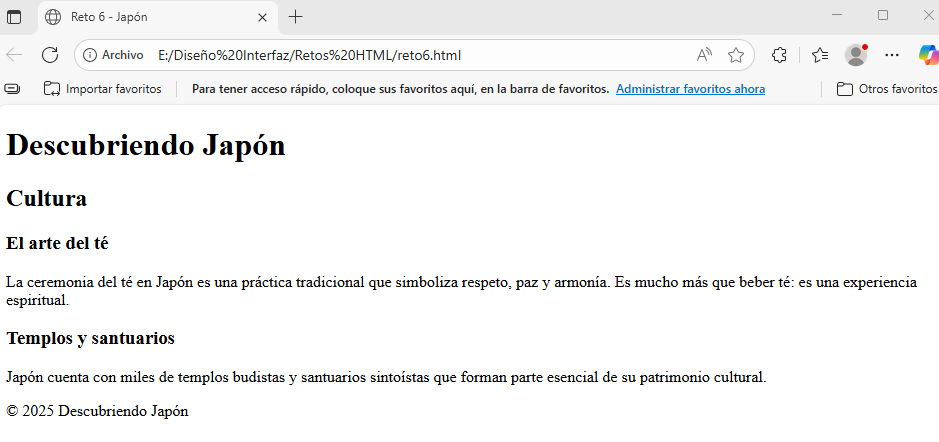 Reto 6 - Japón
Archivo E:/Diseño%20Interfaz/Retos%20HTML/reto6.html
Importar favoritos Para tener acceso rápido, coloque sus favoritos aquí, en la barra de favoritos. Administrar favoritos ahora Otros favoritos
Descubriendo Japón
Cultura
El arte del té
La ceremonia del té en Japón es una práctica tradicional que simboliza respeto, paz y armonía. Es mucho más que beber té: es una experiencia
espiritual.
Templos y santuarios
Japón cuenta con miles de templos budistas y santuarios sintoístas que forman parte esencial de su patrimonio cultural.
© 2025 Descubriendo Japón